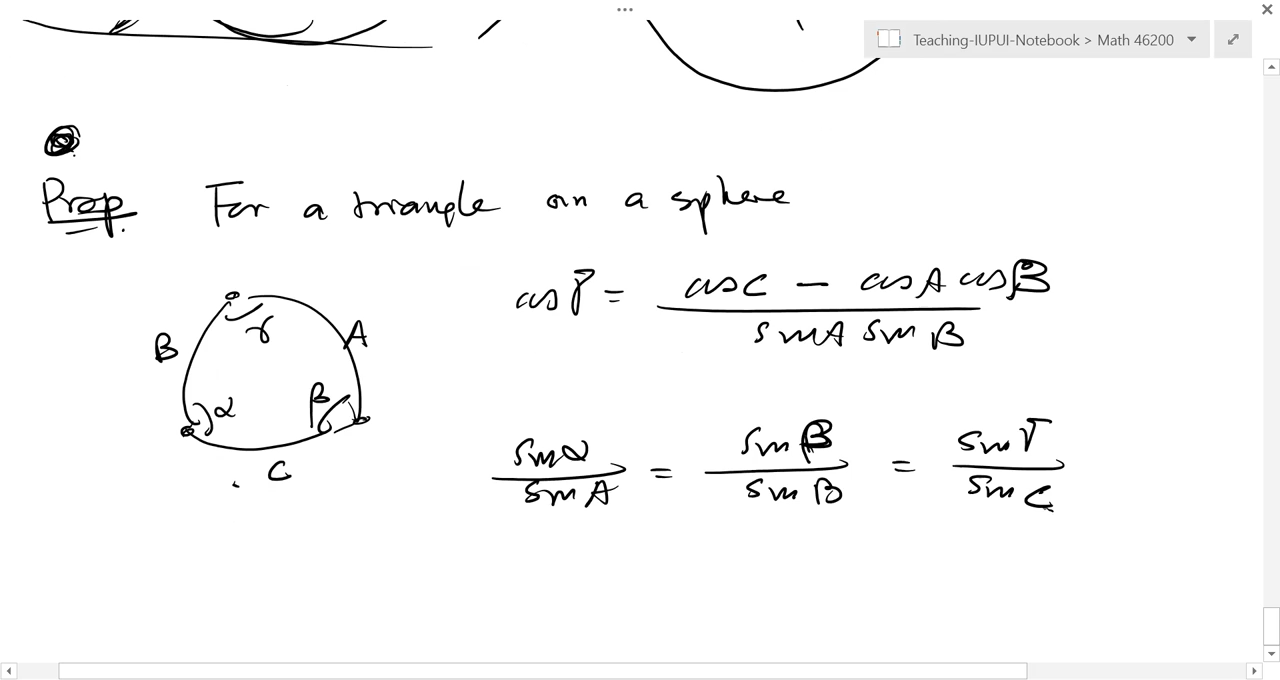 Teaching-IUPUI-Notebook > Math 46200
Prop. For a triangle on a sphere
cos γ = (cos C − cos A cos B) / (sin A sin B)
B γ A
α β
C
sin α / sin A = sin β / sin B = sin γ / sin C